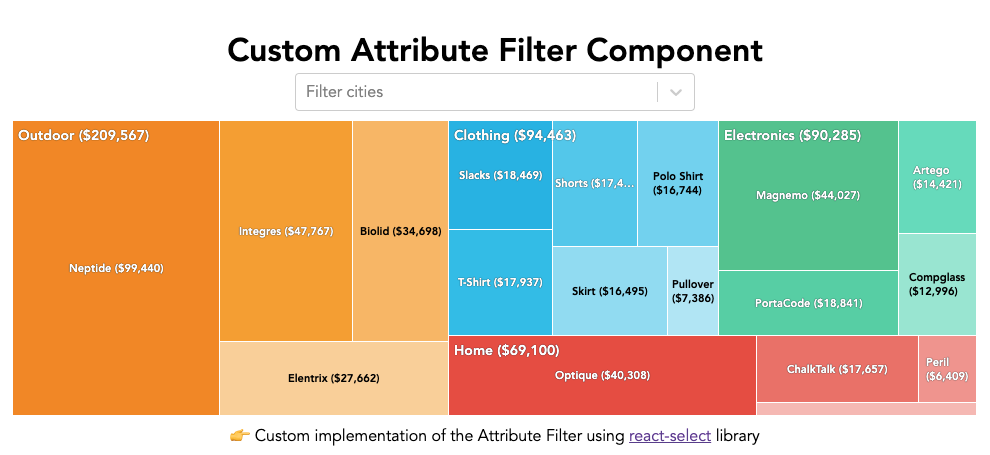 Custom Attribute Filter Component
Filter cities
Outdoor ($209,567)
Neptide ($99,440)
Integres ($47,767)
Biolid ($34,698)
Elentrix ($27,662)
Clothing ($94,463)
Slacks ($18,469)
Shorts ($17,4...
Polo Shirt
($16,744)
T-Shirt ($17,937)
Skirt ($16,495)
Pullover
($7,386)
Electronics ($90,285)
Magnemo ($44,027)
Artego
($14,421)
PortaCode ($18,841)
Compglass
($12,996)
Home ($69,100)
Optique ($40,308)
ChalkTalk ($17,657)
Peril
($6,409)
👉 Custom implementation of the Attribute Filter using react-select library